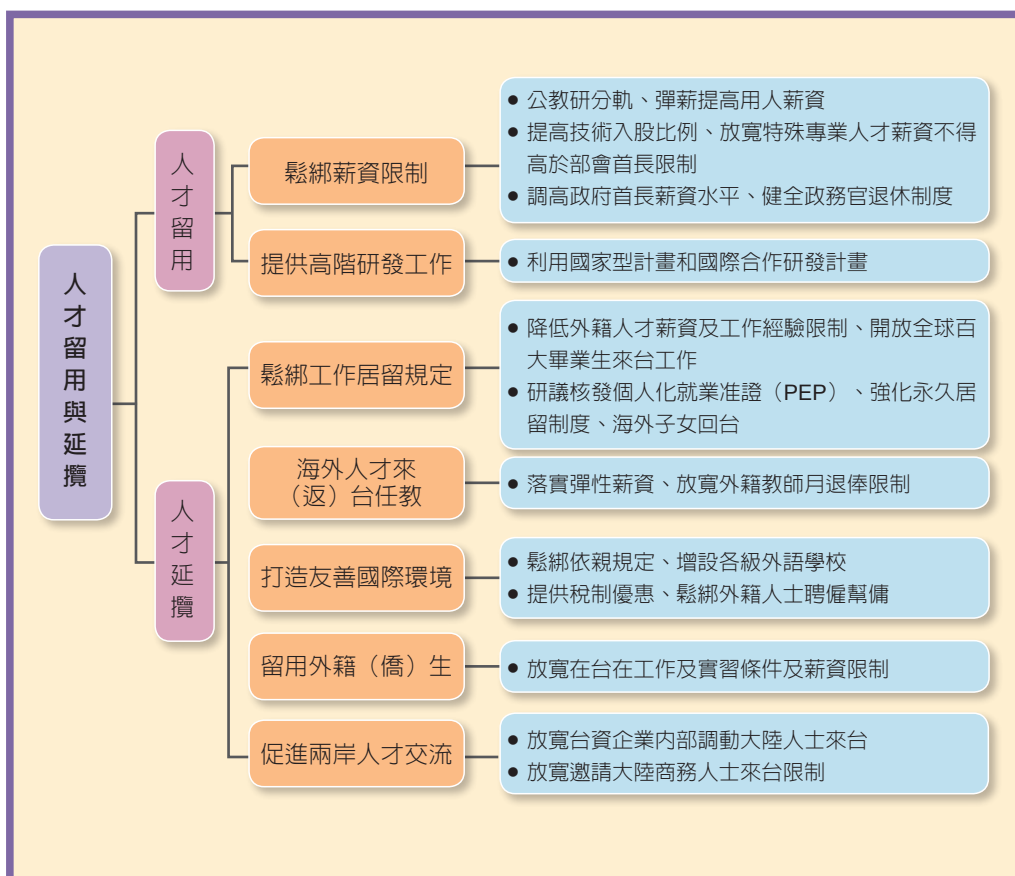 人才留用與延攬
人才留用
鬆綁薪資限制
● 公教研分軌、彈薪提高用人薪資
● 提高技術入股比例、放寬特殊專業人才薪資不得
高於部會首長限制
● 調高政府首長薪資水平、健全政務官退休制度
提供高階研發工作
● 利用國家型計畫和國際合作研發計畫
人才延攬
鬆綁工作居留規定
● 降低外籍人才薪資及工作經驗限制、開放全球百
大畢業生來台工作
● 研議核發個人化就業准證（PEP）、強化永久居
留制度、海外子女回台
海外人才來
（返）台任教
● 落實彈性薪資、放寬外籍教師月退俸限制
打造友善國際環境
● 鬆綁依親規定、增設各級外語學校
● 提供稅制優惠、鬆綁外籍人士聘僱幫傭
留用外籍（僑）生
● 放寬在台在工作及實習條件及薪資限制
促進兩岸人才交流
● 放寬台資企業內部調動大陸人士來台
● 放寬邀請大陸商務人士來台限制